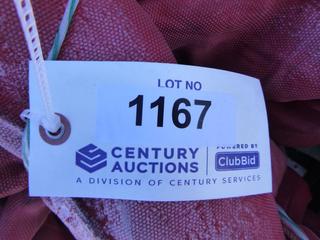 LOT NO
1167
CENTURY
AUCTIONS
POWERED BY
ClubBid
A DIVISION OF CENTURY SERVICES